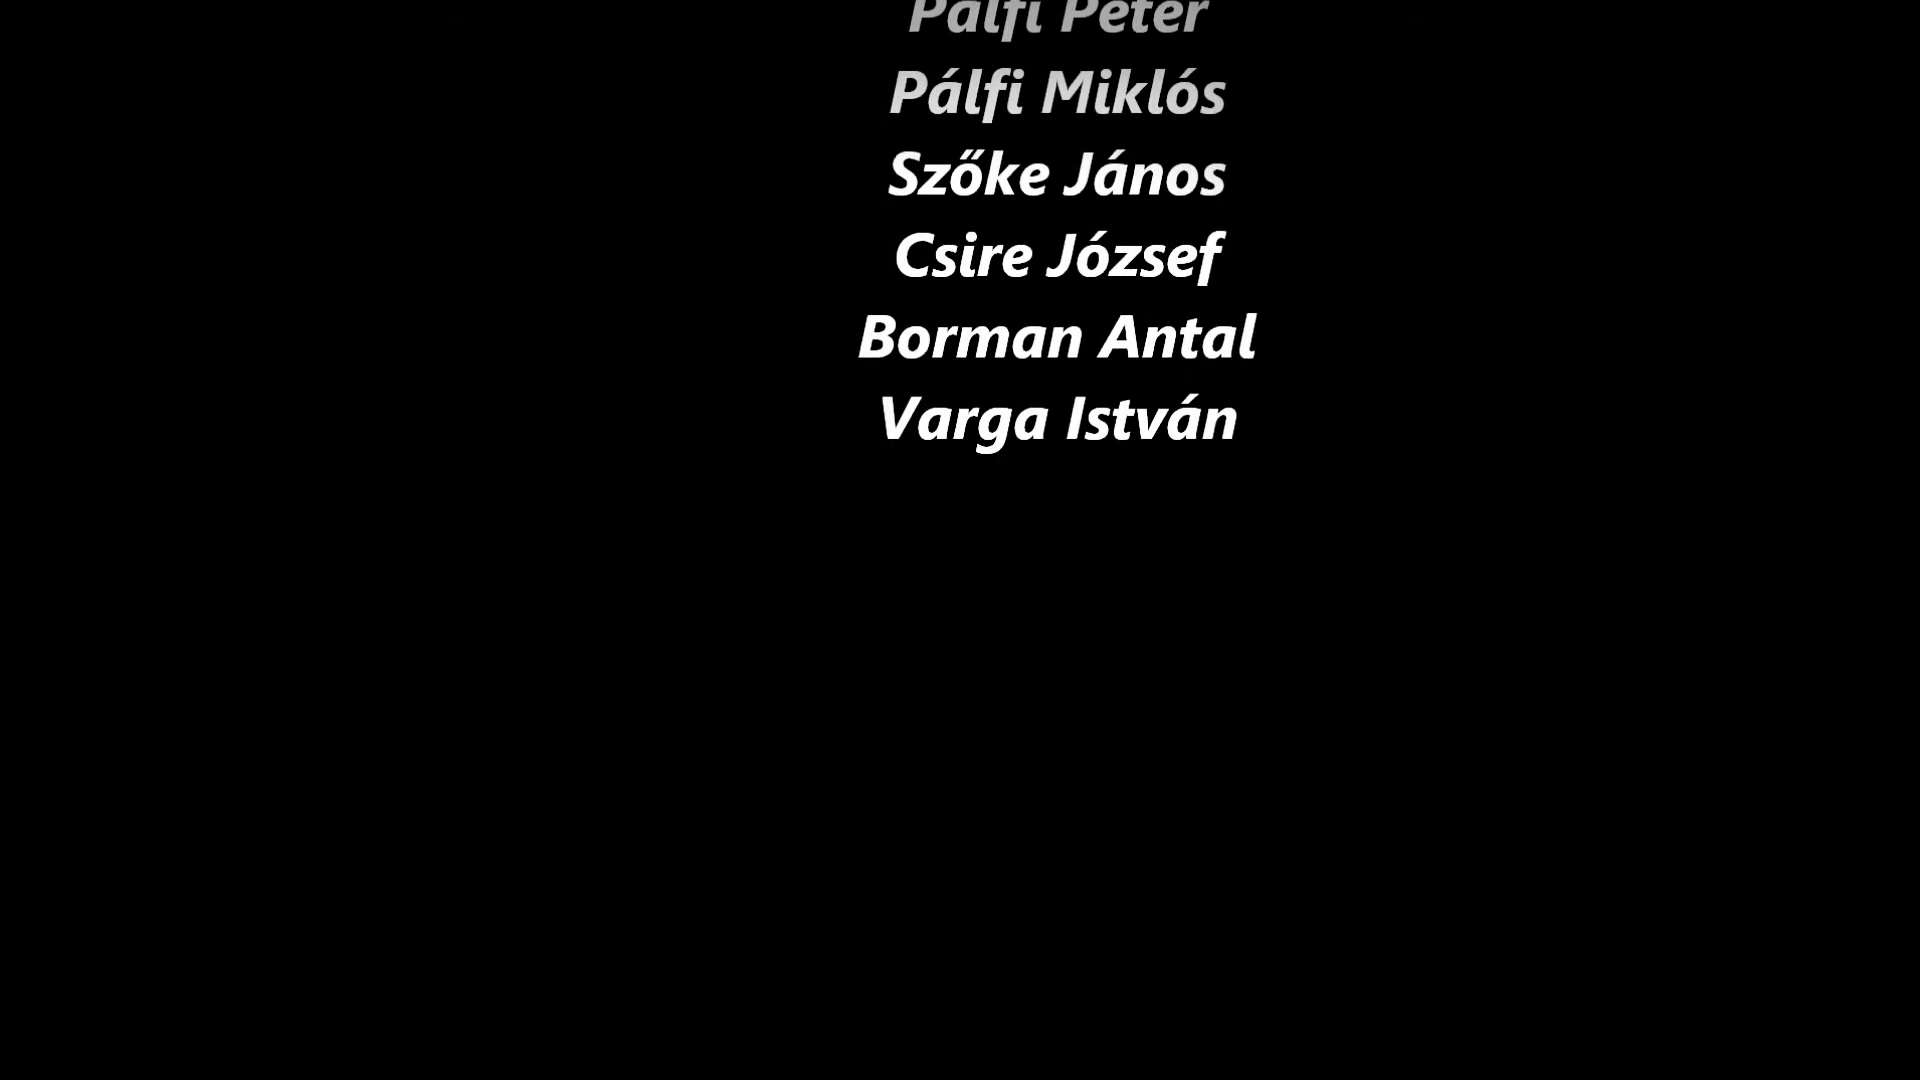 Pálfi Péter
Pálfi Miklós
Szőke János
Csire József
Borman Antal
Varga István